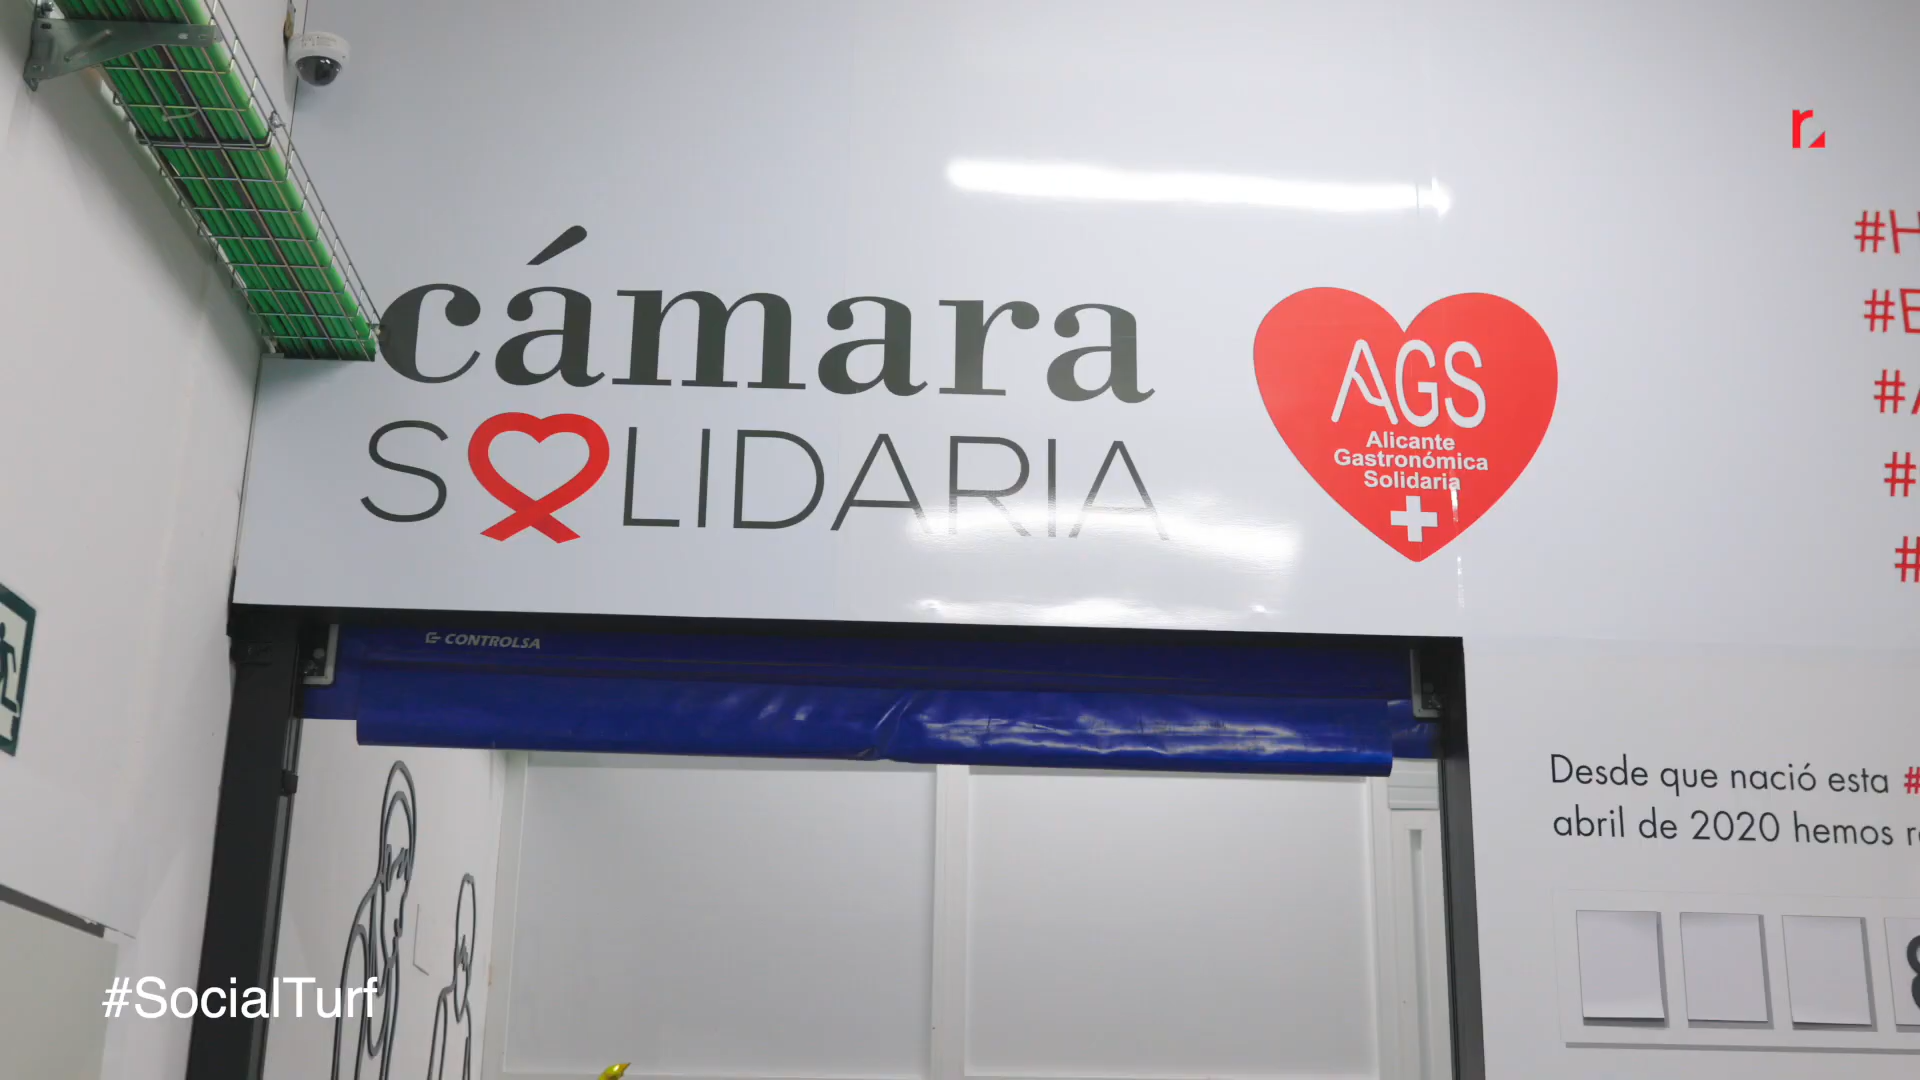 cámara
SOLIDARIA
AGS
Alicante
Gastronómica
Solidaria
CONTROLSA
Desde que nació esta
abril de 2020 hemos
#SocialTurf